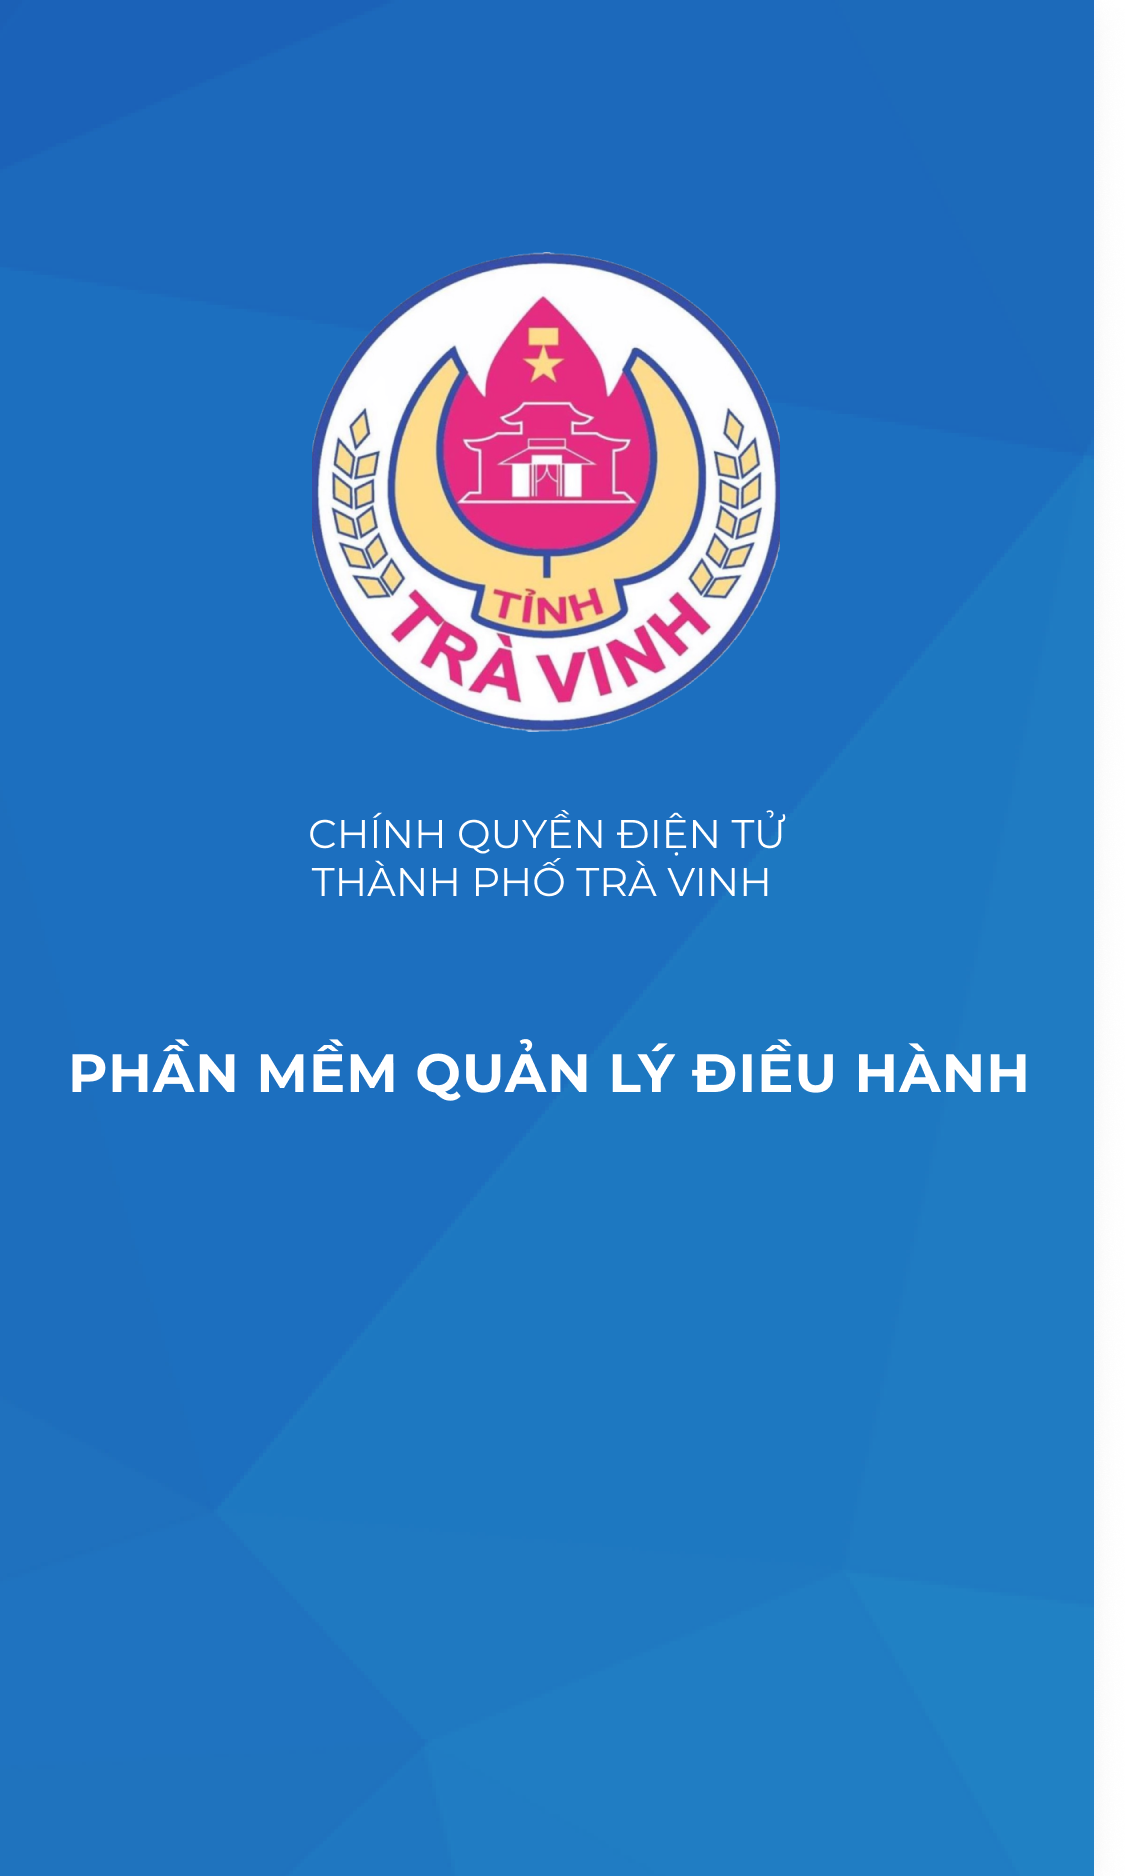 TỈNH
TRÀ VINH
CHÍNH QUYỀN ĐIỆN TỬ
THÀNH PHỐ TRÀ VINH
PHẦN MỀM QUẢN LÝ ĐIỀU HÀNH